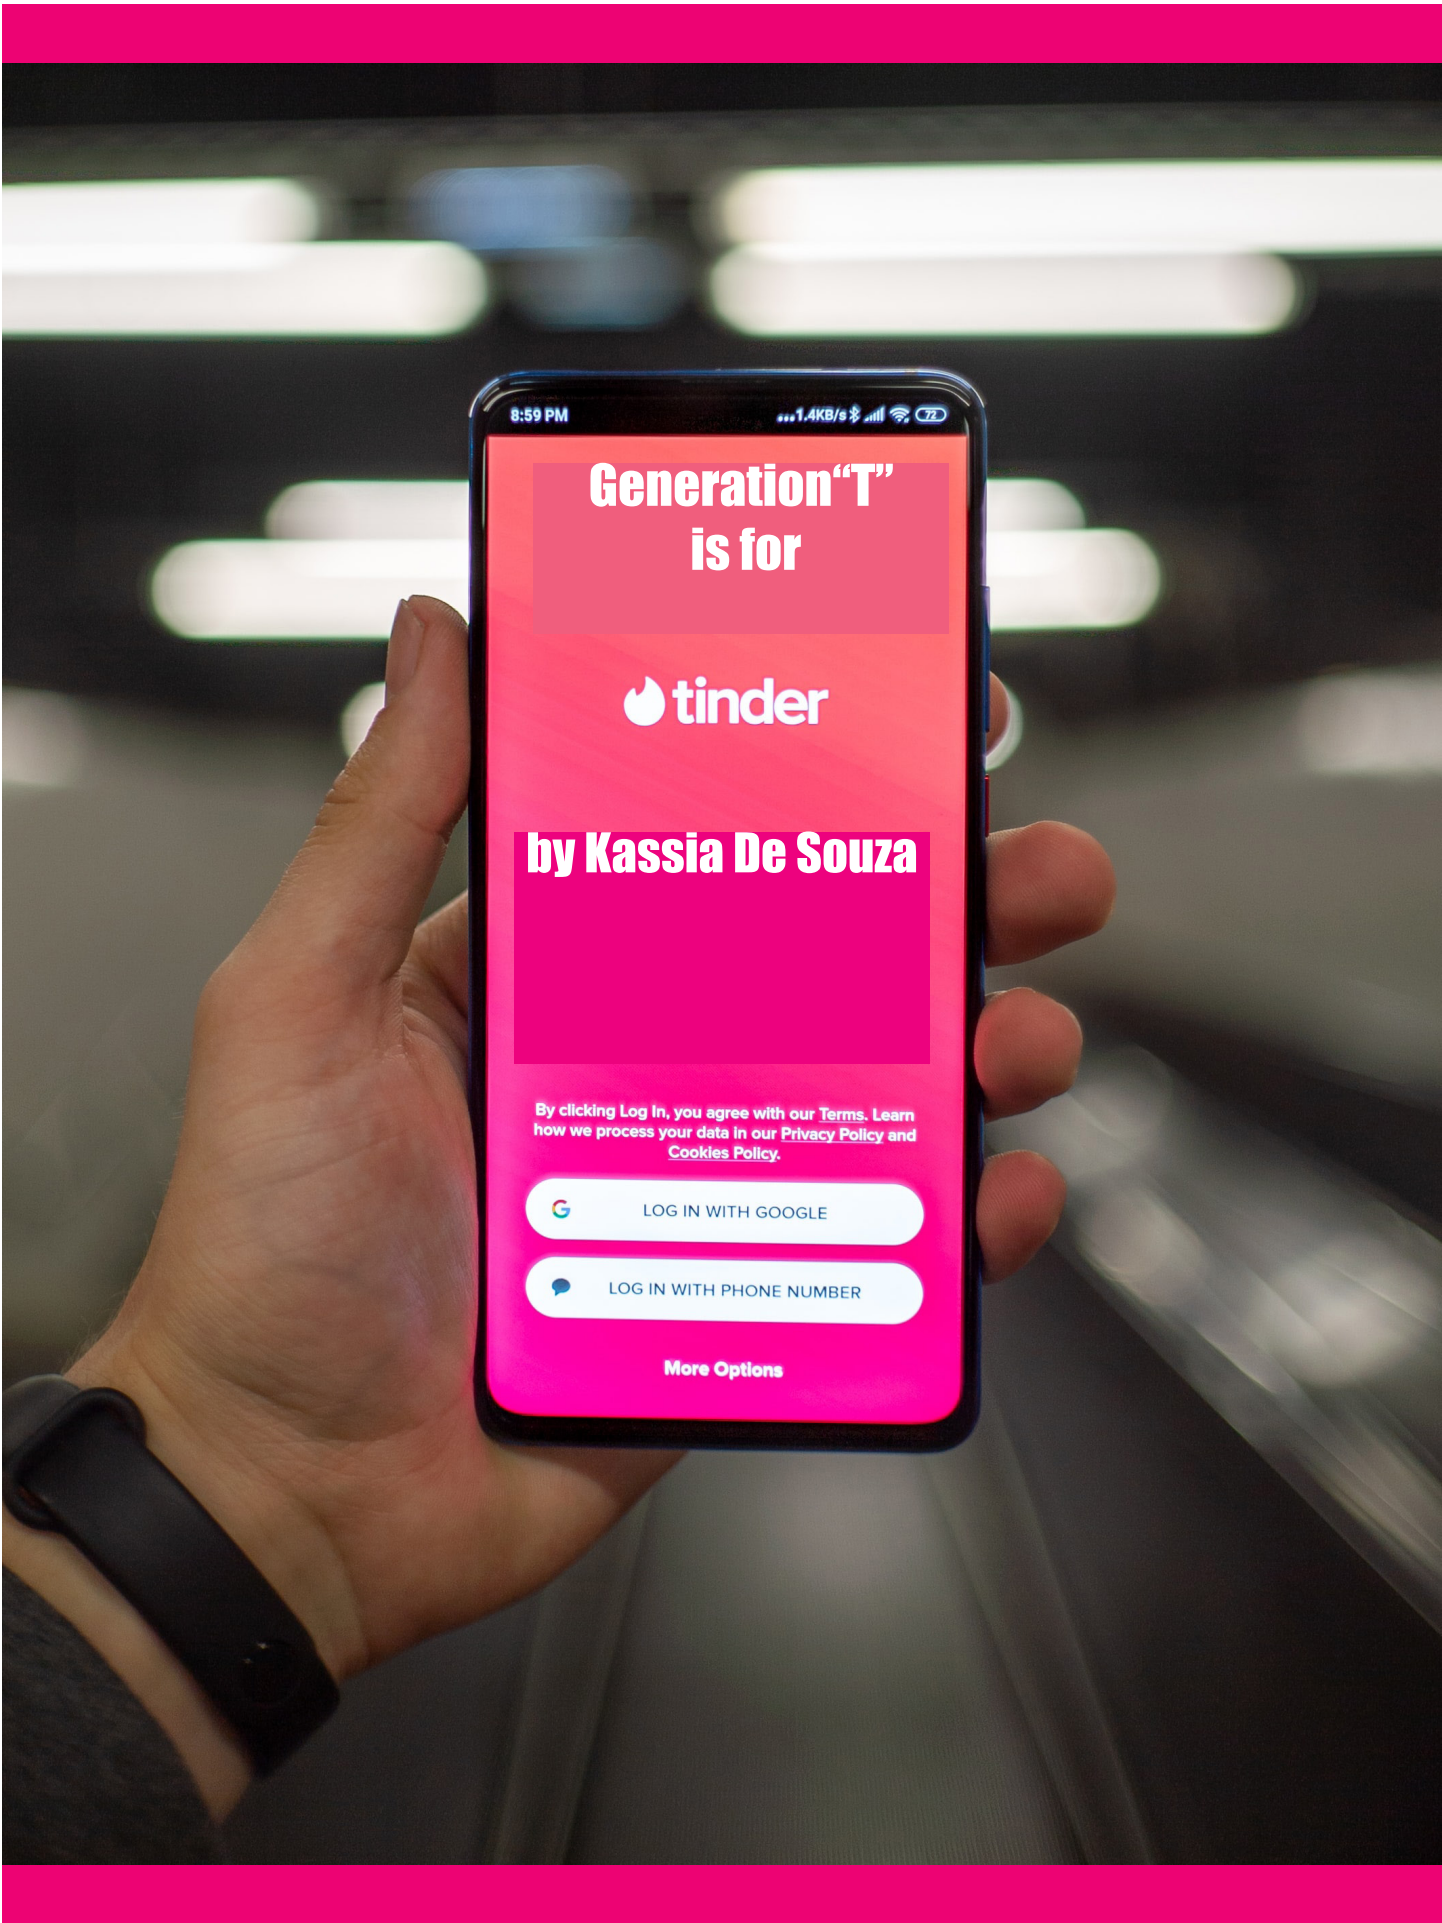 8:59 PM ...1.4KB/s 72
Generation“T”
is for
tinder
by Kassia De Souza
By clicking Log In, you agree with our Terms. Learn
how we process your data in our Privacy Policy and
Cookies Policy.
G LOG IN WITH GOOGLE
LOG IN WITH PHONE NUMBER
More Options